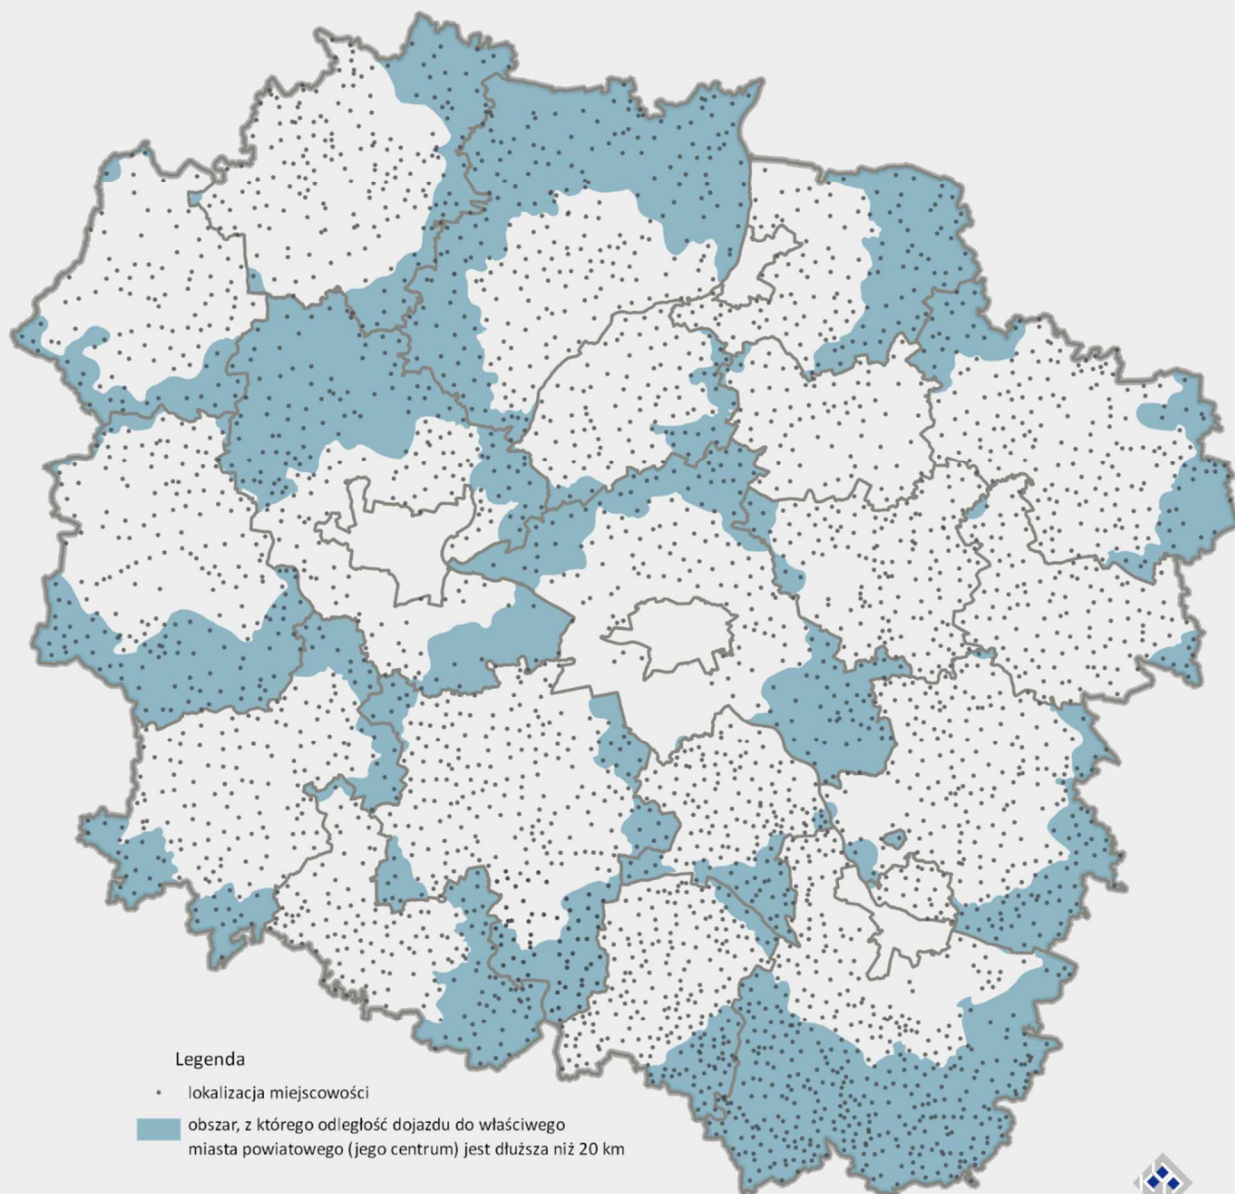 Legenda
lokalizacja miejscowości
obszar, z którego odległość dojazdu do właściwego
miasta powiatowego (jego centrum) jest dłuższa niż 20 km